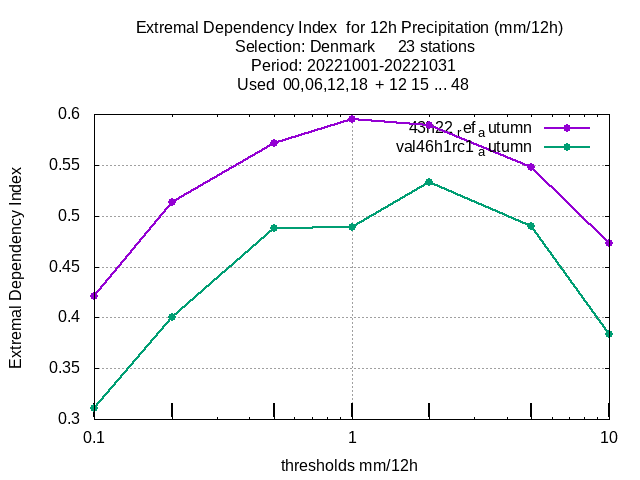 Extremal Dependency Index  for 12h Precipitation (mm/12h)
Selection: Denmark     23 stations
Period: 20221001-20221031
Used  00,06,12,18  + 12 15 ... 48
43h22_ref_autumn
val46h1rc1_autumn
Extremal Dependency Index
0.6
0.55
0.5
0.45
0.4
0.35
0.3
0.1 1 10
thresholds mm/12h